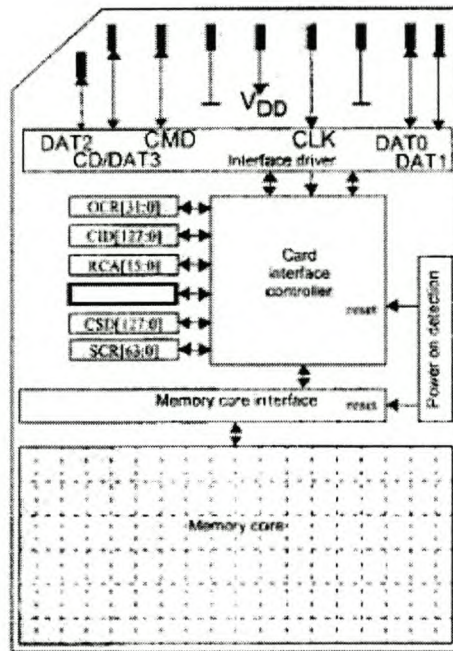 V_DD
DAT2 CMD CLK DAT0
CD/DAT3 Interface driver DAT1
OCR[31:0]
CID[127:0]
RCA[15:0]
CSD[127:0]
SCR[63:0]
Card
interface
controller
reset
Power on detection
Memory core interface reset
Memory core